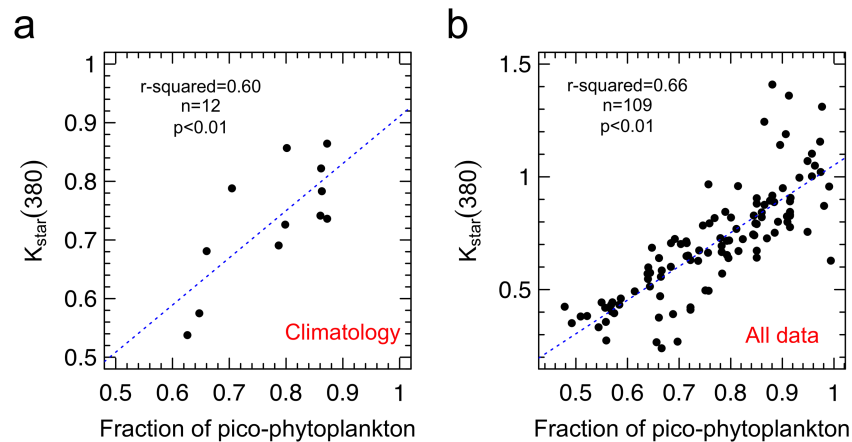 a
1
0.9
0.8
0.7
0.6
0.5
0.5
0.6
0.7
0.8
0.9
1
Kstar(380)
Fraction of pico-phytoplankton
r-squared=0.60
n=12
p<0.01
Climatology
b
1.5
1
0.5
0.5
0.6
0.7
0.8
0.9
1
Kstar(380)
Fraction of pico-phytoplankton
r-squared=0.66
n=109
p<0.01
All data